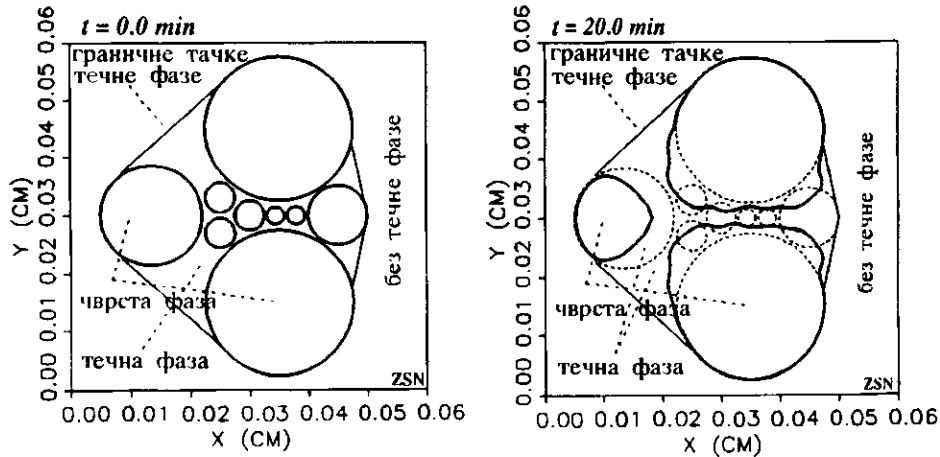 t = 0.0 min
граничне тачке
течне фазе
без течне фазе
чврста фаза
течна фаза
ZSN
Y (CM)
0.00 0.01 0.02 0.03 0.04 0.05 0.06
0.00 0.01 0.02 0.03 0.04 0.05 0.06
X (CM)
t = 20.0 min
граничне тачке
течне фазе
без течне фазе
чврста фаза
течна фаза
ZSN
Y (CM)
0.00 0.01 0.02 0.03 0.04 0.05 0.06
0.00 0.01 0.02 0.03 0.04 0.05 0.06
X (CM)